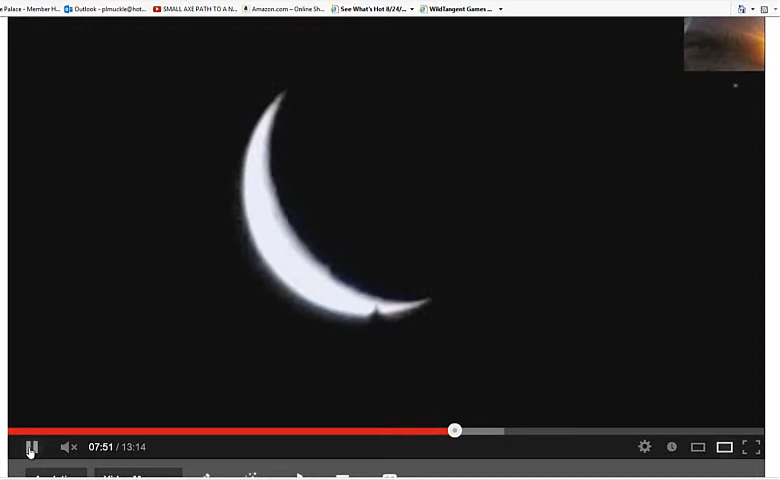 e Palace - Member H...
Outlook - plmuckle@hot...
SMALL AXE PATH TO A N...
Amazon.com – Online Sh...
See What's Hot 8/24/...
WildTangent Games ...
07:51 / 13:14